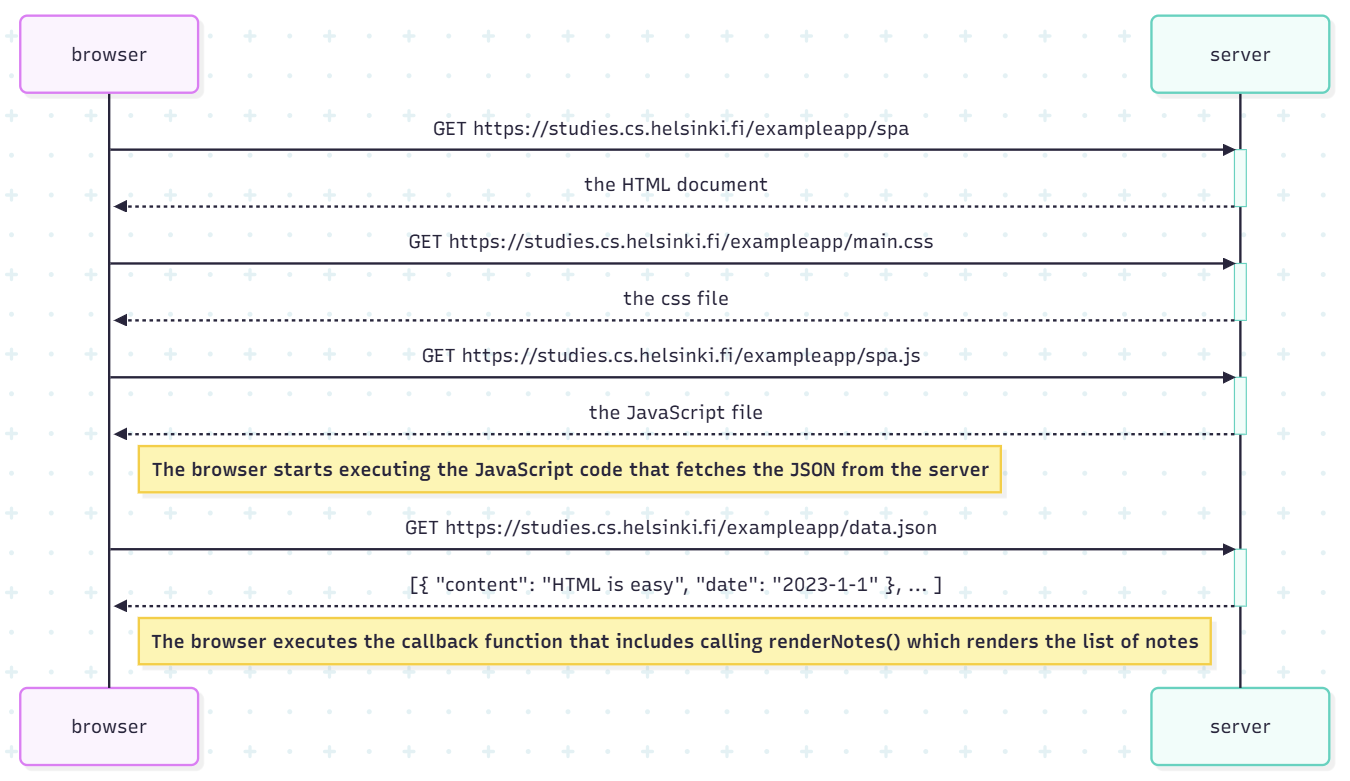 browser
server
GET https://studies.cs.helsinki.fi/exampleapp/spa
the HTML document
GET https://studies.cs.helsinki.fi/exampleapp/main.css
the css file
GET https://studies.cs.helsinki.fi/exampleapp/spa.js
the JavaScript file
The browser starts executing the JavaScript code that fetches the JSON from the server
GET https://studies.cs.helsinki.fi/exampleapp/data.json
[{ "content": "HTML is easy", "date": "2023-1-1" }, ... ]
The browser executes the callback function that includes calling renderNotes() which renders the list of notes
browser
server